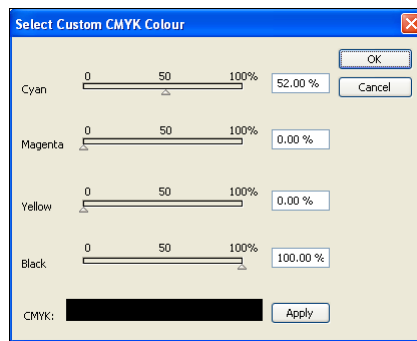 Select Custom CMYK Colour
OK
Cancel
0 50 100%
Cyan 52.00 %
0 50 100%
Magenta 0.00 %
0 50 100%
Yellow 0.00 %
0 50 100%
Black 100.00 %
CMYK: Apply